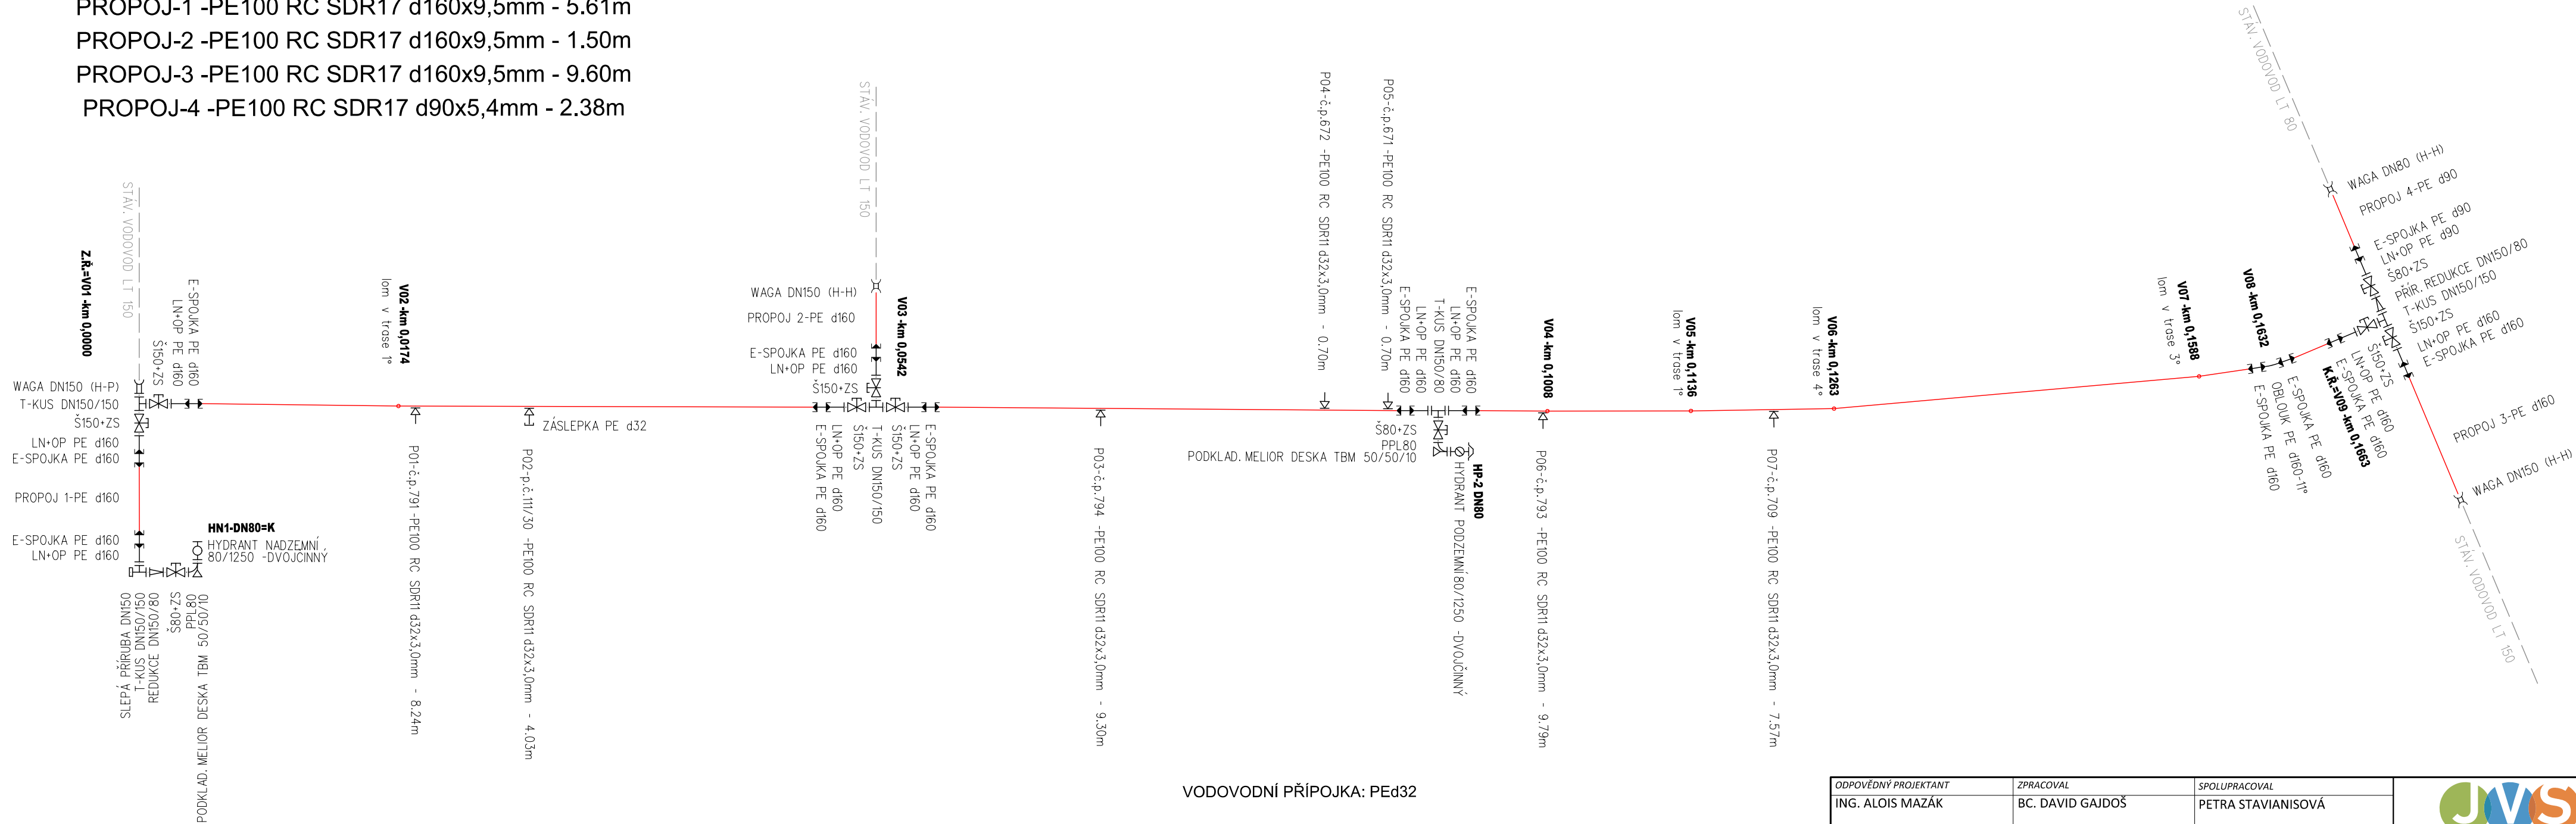 PROPOJ-1 -PE100 RC SDR17 d160x9,5mm - 5.61m
PROPOJ-2 -PE100 RC SDR17 d160x9,5mm - 1.50m
PROPOJ-3 -PE100 RC SDR17 d160x9,5mm - 9.60m
PROPOJ-4 -PE100 RC SDR17 d90x5,4mm - 2.38m
Z.Ř.=V01 -km 0,0000
STÁV. VODOVOD LT 150
Š150+ZS
LN+OP PE d160
E-SPOJKA PE d160
WAGA DN150 (H-P)
T-KUS DN150/150
Š150+ZS
LN+OP PE d160
E-SPOJKA PE d160
PROPOJ 1-PE d160
E-SPOJKA PE d160
LN+OP PE d160
HN1-DN80=K
HYDRANT NADZEMNÍ,
80/1250 -DVOJČINNÝ
SLEPÁ PŘÍRUBA DN150
T-KUS DN150/150
REDUKCE DN150/80
Š80+ZS
PPL80
PODKLAD. MELIOR DESKA TBM 50/50/10
lom v trase 1°
V02 -km 0,0174
P01-č.p.791 -PE100 RC SDR11 d32x3,0mm - 8.24m
ZÁSLEPKA PE d32
P02-p.č.111/30 -PE100 RC SDR11 d32x3,0mm - 4.03m
STÁV. VODOVOD LT 150
WAGA DN150 (H-H)
PROPOJ 2-PE d160
V03 -km 0,0542
E-SPOJKA PE d160
LN+OP PE d160
Š150+ZS
E-SPOJKA PE d160
LN+OP PE d160
Š150+ZS
T-KUS DN150/150
Š150+ZS
LN+OP PE d160
E-SPOJKA PE d160
P03-č.p.794 -PE100 RC SDR11 d32x3,0mm - 9.30m
P04-č.p.672 -PE100 RC SDR11 d32x3,0mm - 0.70m
P05-č.p.671 -PE100 RC SDR11 d32x3,0mm - 0.70m
E-SPOJKA PE d160
LN+OP PE d160
T-KUS DN150/80
LN+OP PE d160
E-SPOJKA PE d160
Š80+ZS
PPL80
PODKLAD. MELIOR DESKA TBM 50/50/10
HP-2 DN80
HYDRANT PODZEMNÍ 80/1250 -DVOJČINNÝ
V04 -km 0,1008
P06-č.p.793 -PE100 RC SDR11 d32x3,0mm - 9.79m
lom v trase 1°
V05 -km 0,1136
P07-č.p.709 -PE100 RC SDR11 d32x3,0mm - 7.57m
lom v trase 4°
V06 -km 0,1263
lom v trase 3°
V07 -km 0,1588
V08 -km 0,1632
E-SPOJKA PE d160
OBLOUK PE d160-11°
E-SPOJKA PE d160
K.Ř.=V09 -km 0,1663
E-SPOJKA PE d160
LN+OP PE d160
Š150+ZS
STÁV. VODOVOD LT 80
WAGA DN80 (H-H)
PROPOJ 4-PE d90
E-SPOJKA PE d90
LN+OP PE d90
Š80+ZS
PŘÍR. REDUKCE DN150/80
T-KUS DN150/150
Š150+ZS
LN+OP PE d160
E-SPOJKA PE d160
PROPOJ 3-PE d160
WAGA DN150 (H-H)
STÁV. VODOVOD LT 150
VODOVODNÍ PŘÍPOJKA: PEd32
ODPOVĚDNÝ PROJEKTANT ZPRACOVAL SPOLUPRACOVAL
ING. ALOIS MAZÁK BC. DAVID GAJDOŠ PETRA STAVIANISOVÁ
JVS